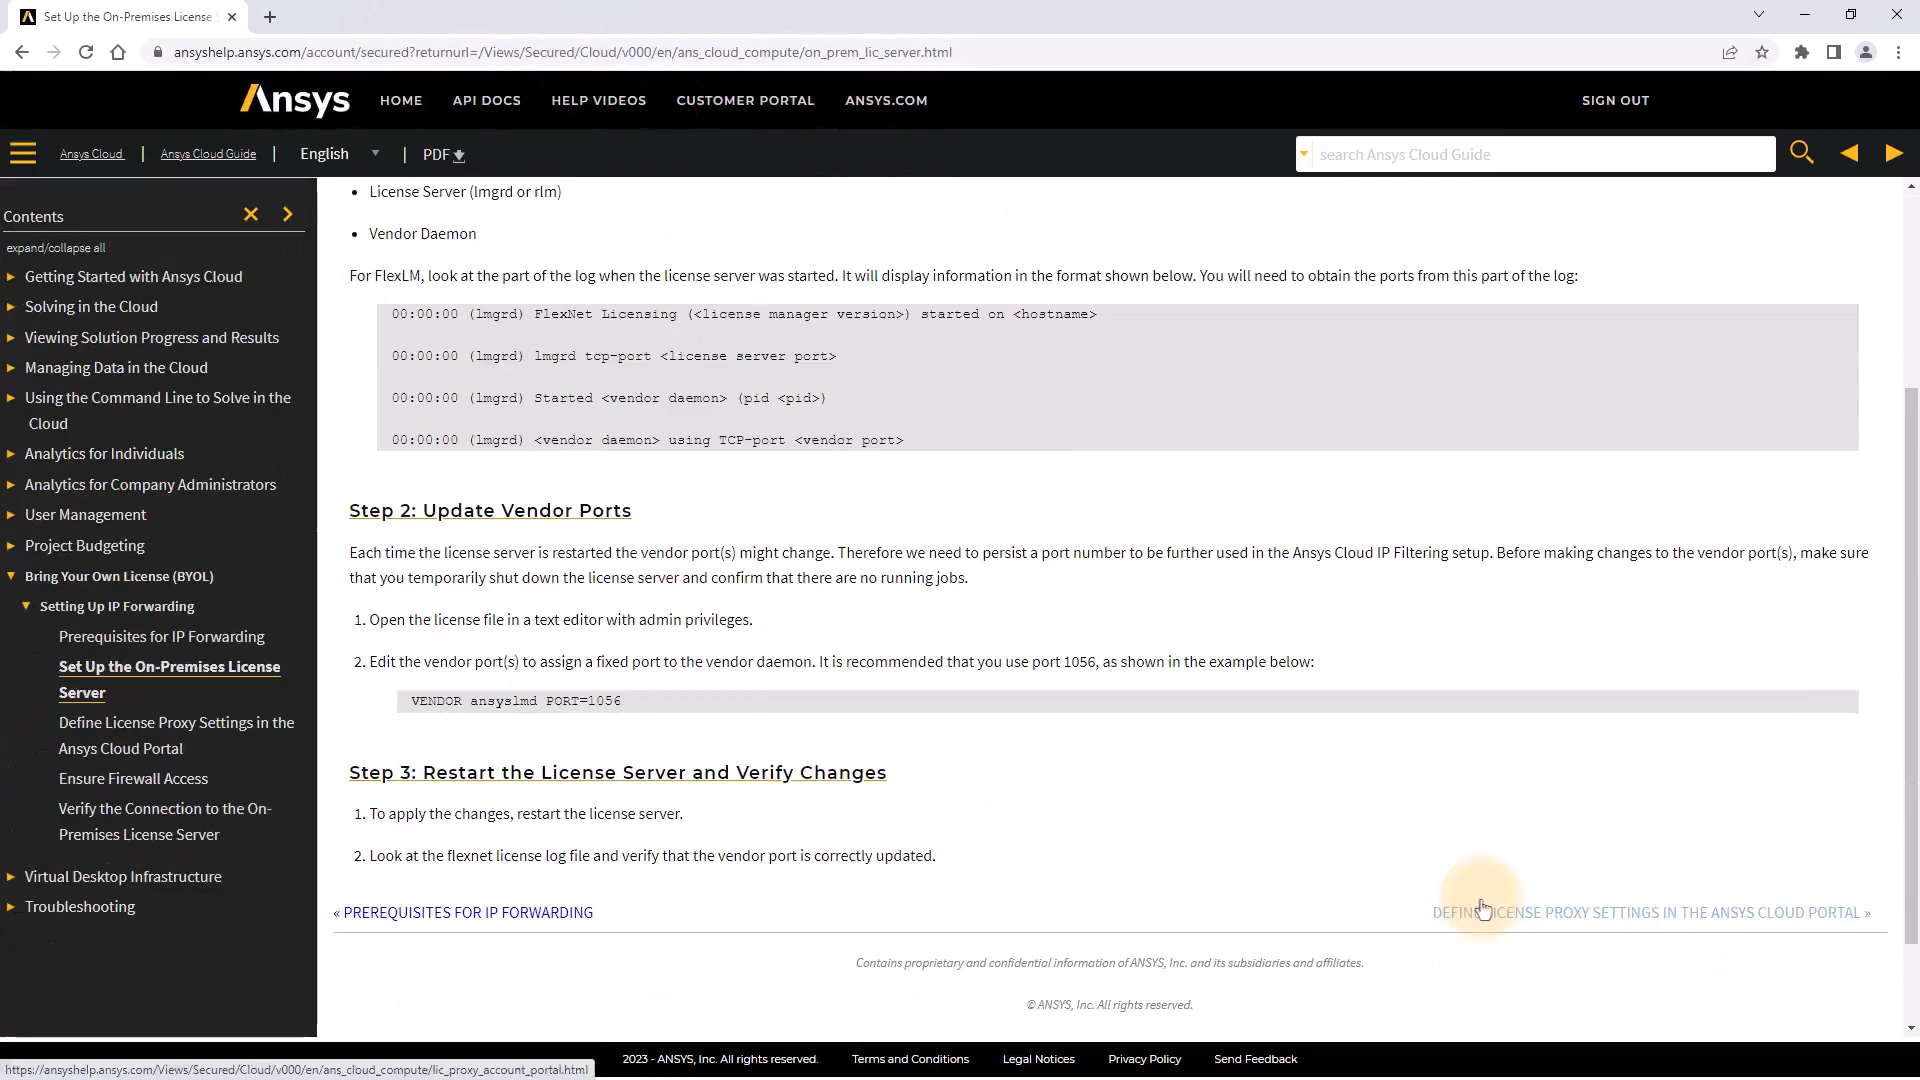 Set Up the On-Premises License S
ansyshelp.ansys.com/account/secured?returnurl=/Views/Secured/Cloud/v000/en/ans_cloud_compute/on_prem_lic_server.html
Ansys HOME API DOCS HELP VIDEOS CUSTOMER PORTAL ANSYS.COM SIGN OUT
Ansys Cloud | Ansys Cloud Guide | English | PDF search Ansys Cloud Guide
Contents
expand/collapse all
Getting Started with Ansys Cloud
Solving in the Cloud
Viewing Solution Progress and Results
Managing Data in the Cloud
Using the Command Line to Solve in the
Cloud
Analytics for Individuals
Analytics for Company Administrators
User Management
Project Budgeting
Bring Your Own License (BYOL)
Setting Up IP Forwarding
Prerequisites for IP Forwarding
Set Up the On-Premises License
Server
Define License Proxy Settings in the
Ansys Cloud Portal
Ensure Firewall Access
Verify the Connection to the On-
Premises License Server
Virtual Desktop Infrastructure
Troubleshooting
• License Server (lmgrd or rlm)
• Vendor Daemon
For FlexLM, look at the part of the log when the license server was started. It will display information in the format shown below. You will need to obtain the ports from this part of the log:
00:00:00 (lmgrd) FlexNet Licensing (<license manager version>) started on <hostname>
00:00:00 (lmgrd) lmgrd tcp-port <license server port>
00:00:00 (lmgrd) Started <vendor daemon> (pid <pid>)
00:00:00 (lmgrd) <vendor daemon> using TCP-port <vendor port>
Step 2: Update Vendor Ports
Each time the license server is restarted the vendor port(s) might change. Therefore we need to persist a port number to be further used in the Ansys Cloud IP Filtering setup. Before making changes to the vendor port(s), make sure
that you temporarily shut down the license server and confirm that there are no running jobs.
1. Open the license file in a text editor with admin privileges.
2. Edit the vendor port(s) to assign a fixed port to the vendor daemon. It is recommended that you use port 1056, as shown in the example below:
VENDOR ansyslmd PORT=1056
Step 3: Restart the License Server and Verify Changes
1. To apply the changes, restart the license server.
2. Look at the flexnet license log file and verify that the vendor port is correctly updated.
« PREREQUISITES FOR IP FORWARDING DEFINE LICENSE PROXY SETTINGS IN THE ANSYS CLOUD PORTAL »
Contains proprietary and confidential information of ANSYS, Inc. and its subsidiaries and affiliates.
© ANSYS, Inc. All rights reserved.
2023 - ANSYS, Inc. All rights reserved. Terms and Conditions Legal Notices Privacy Policy Send Feedback
https://ansyshelp.ansys.com/Views/Secured/Cloud/v000/en/ans_cloud_compute/lic_proxy_account_portal.html